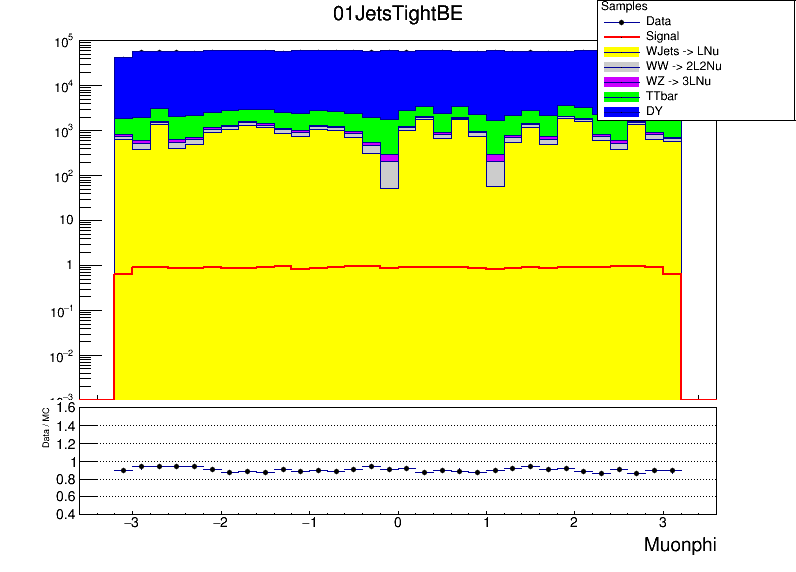 01JetsTightBE
Samples
Data
Signal
WJets -> LNu
WW -> 2L2Nu
WZ -> 3LNu
TTbar
DY
10^5
10^4
10^3
10^2
10
1
10^−1
10^−2
10^−3
Data / MC
1.6
1.4
1.2
1
0.8
0.6
0.4
−3 −2 −1 0 1 2 3
Muonphi